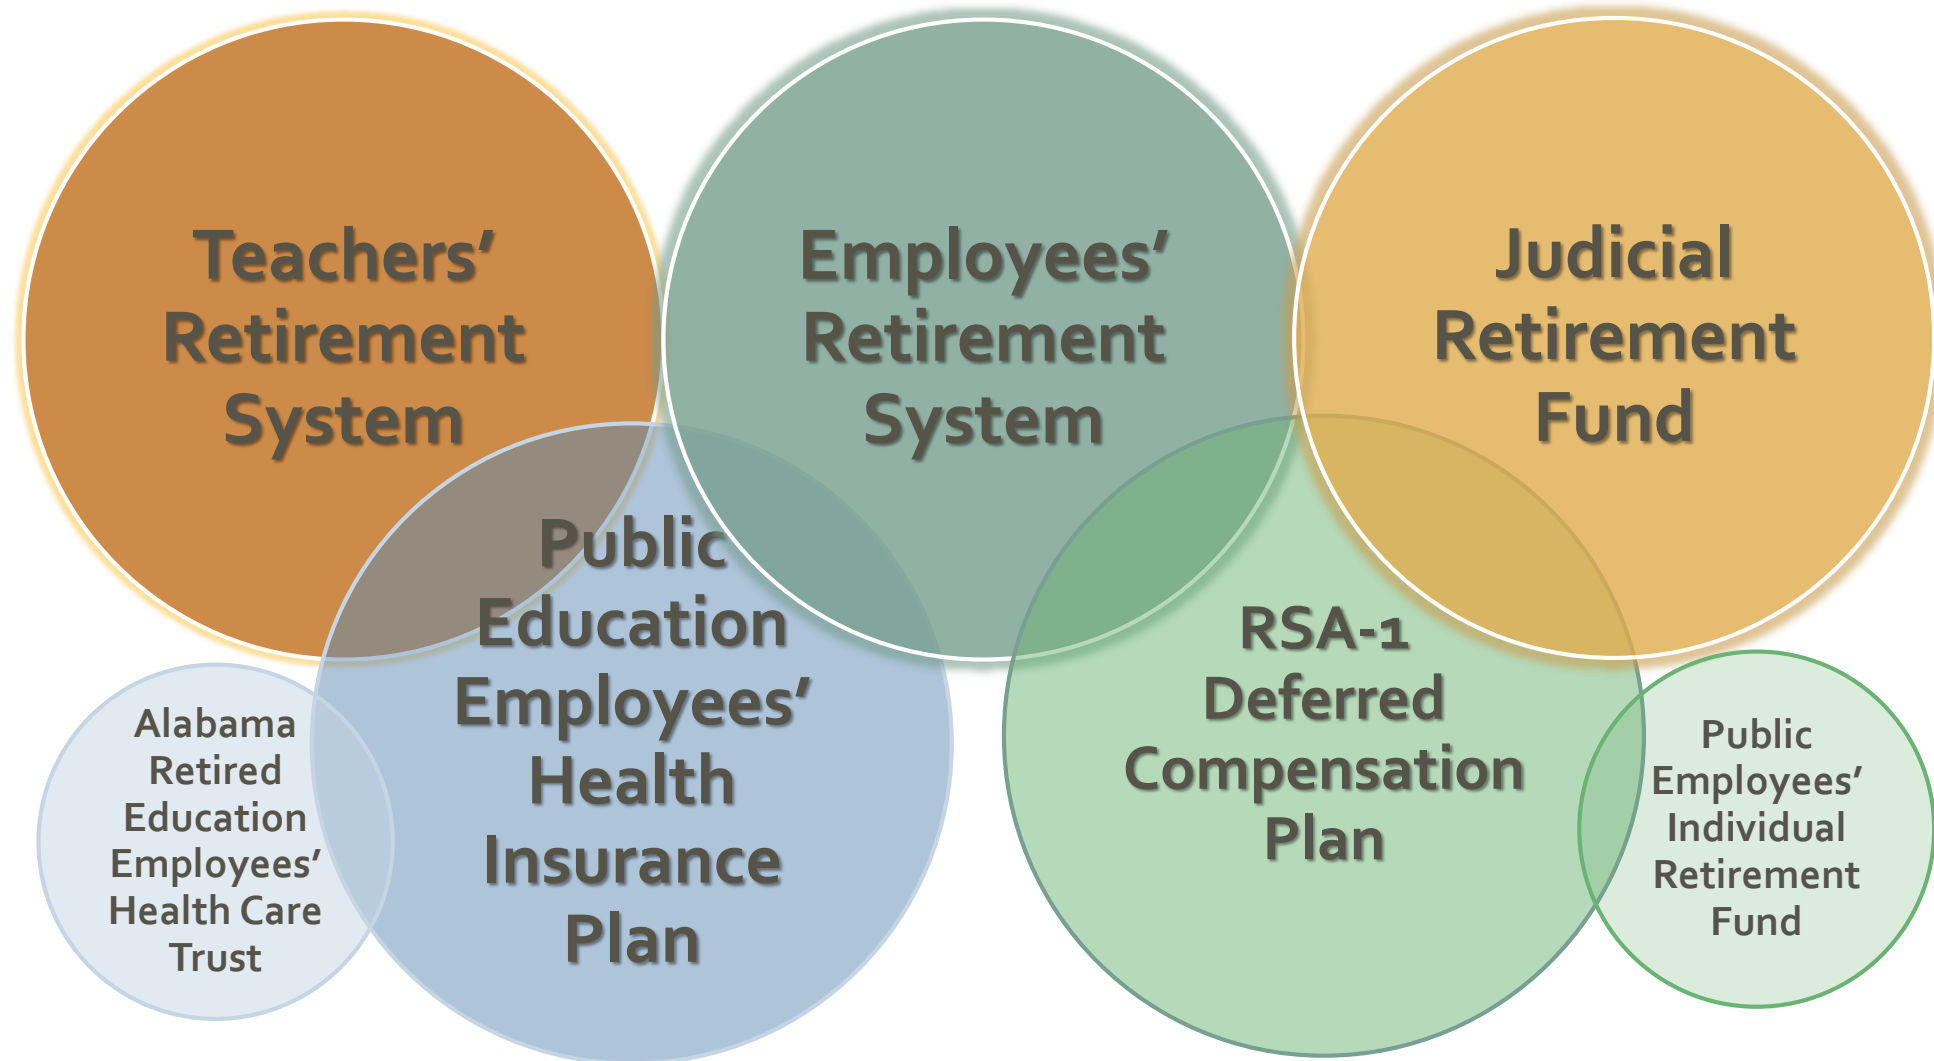 Teachers’
Retirement
System
Employees’
Retirement
System
Judicial
Retirement
Fund
Public
Education
Employees’
Health
Insurance
Plan
RSA-1
Deferred
Compensation
Plan
Alabama
Retired
Education
Employees’
Health Care
Trust
Public
Employees’
Individual
Retirement
Fund